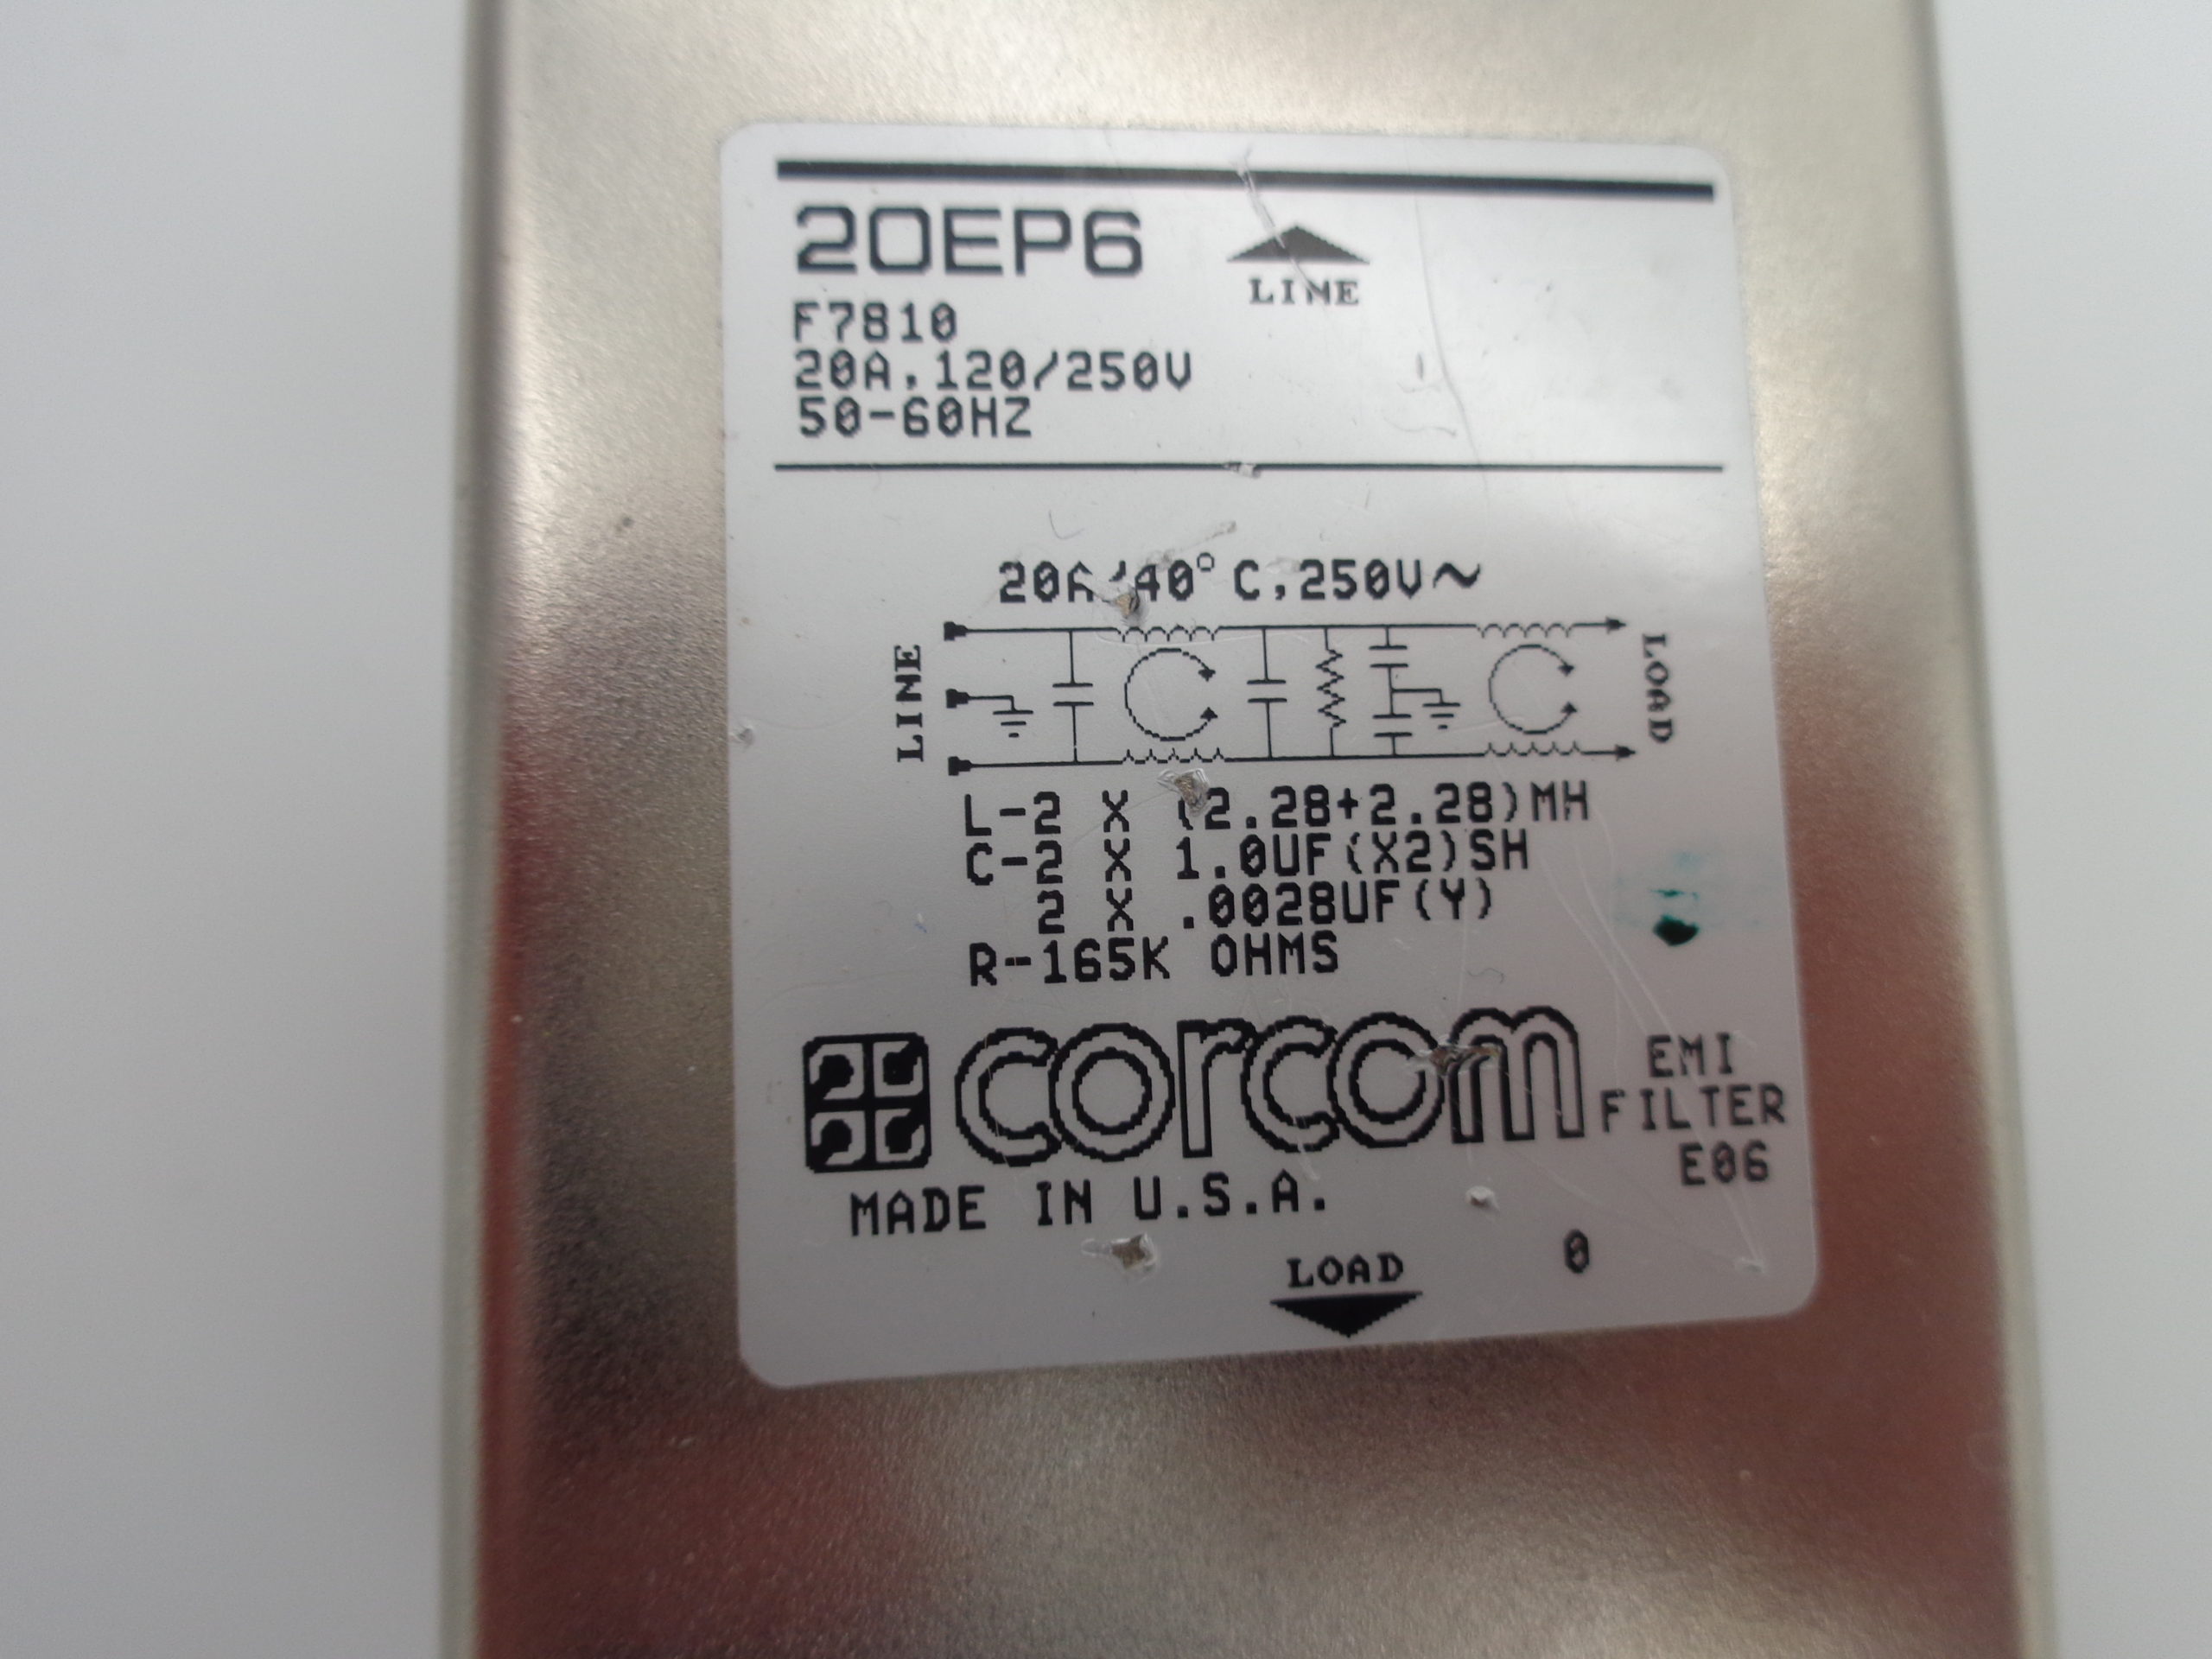 20EP6
LINE
F7810
20A,120/250V
50-60HZ
20A/40°C,250V~
LINE
LOAD
L-2 X (2.28+2.28)MH
C-2 X 1.0UF(X2)SH
2 X .0028UF(Y)
R-165K OHMS
corcom
EMI
FILTER
E06
MADE IN U.S.A.
0
LOAD